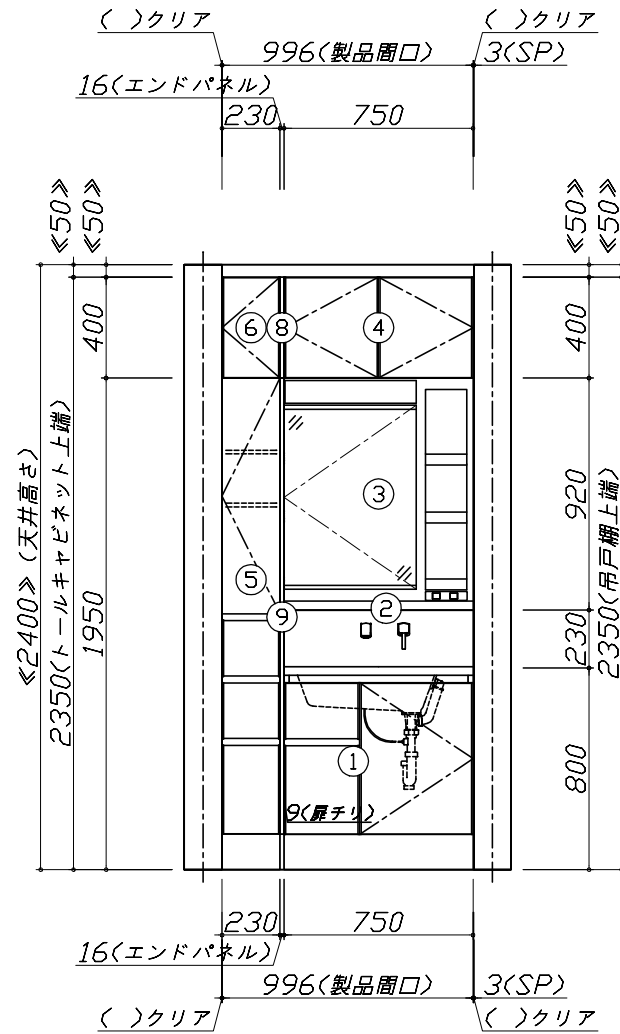 ( )クリア
( )クリア
996(製品間口)
3(SP)
16(エンドパネル)
230
750
≪50≫
≪50≫
≪50≫
≪50≫
400
400
6
8
4
≪2400≫(天井高さ)
2350(トールキャビネット上端)
1950
920
2350(吊戸棚上端)
3
5
2
9
230
1
800
9(扉チリ)
230
750
16(エンドパネル)
996(製品間口)
3(SP)
( )クリア
( )クリア